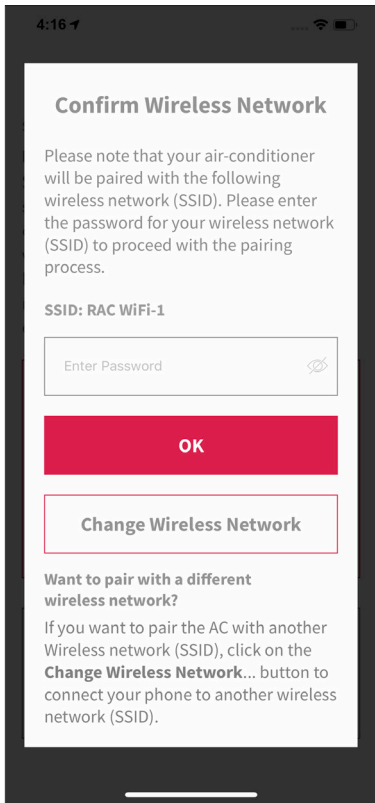 4:16
Confirm Wireless Network
Please note that your air-conditioner
will be paired with the following
wireless network (SSID). Please enter
the password for your wireless network
(SSID) to proceed with the pairing
process.
SSID: RAC WiFi-1
Enter Password
OK
Change Wireless Network
Want to pair with a different
wireless network?
If you want to pair the AC with another
Wireless network (SSID), click on the
Change Wireless Network... button to
connect your phone to another wireless
network (SSID).